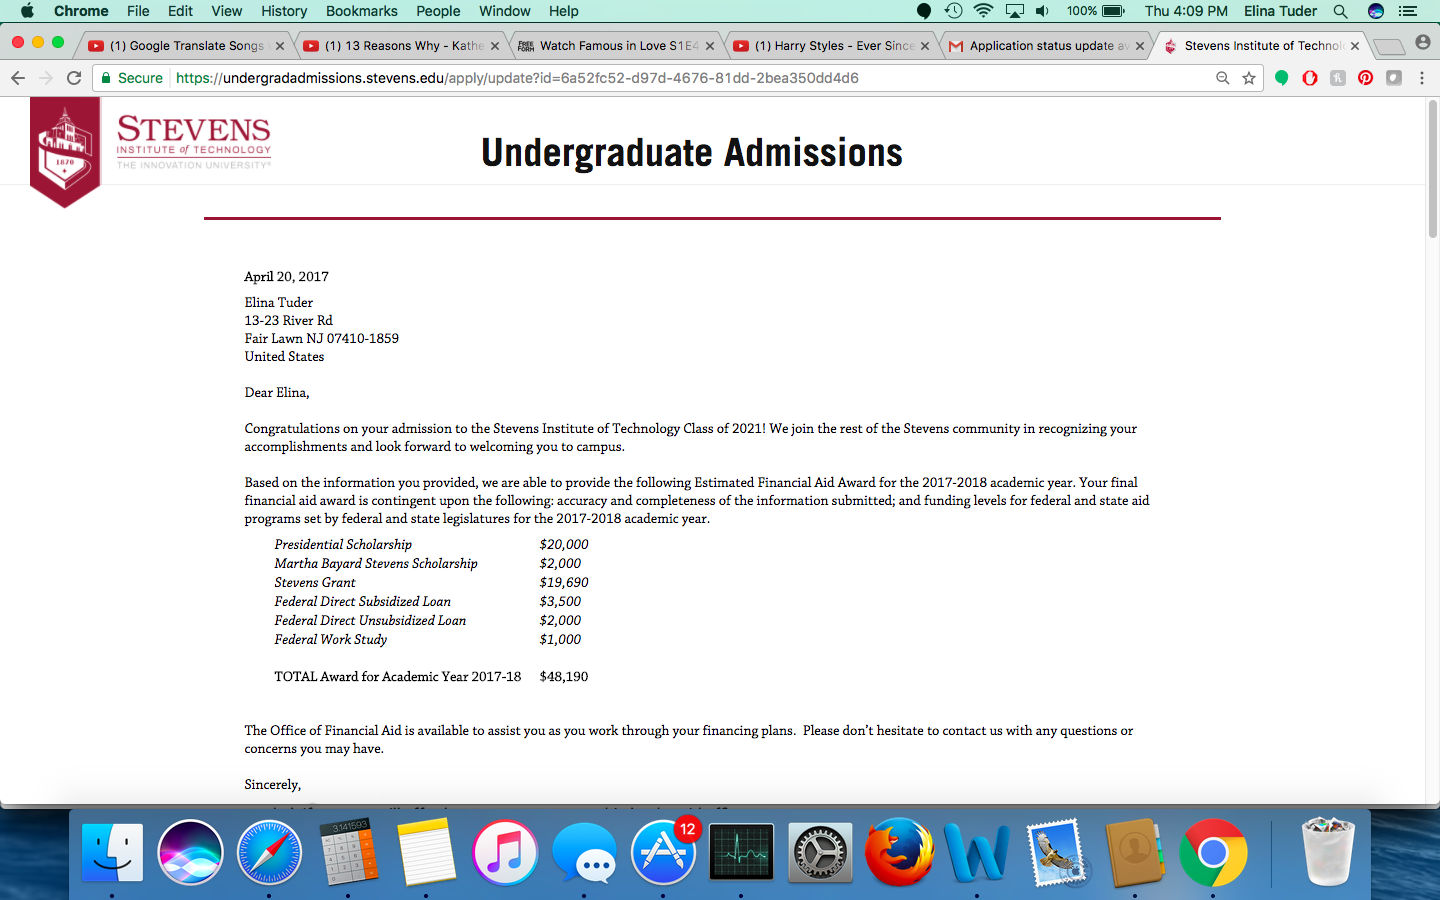 Chrome File Edit View History Bookmarks People Window Help 100% Thu 4:09 PM Elina Tuder
(1) Google Translate Songs (1) 13 Reasons Why - Kathe Watch Famous in Love S1E4 (1) Harry Styles - Ever Since Application status update av Stevens Institute of Technol
Secure https://undergradadmissions.stevens.edu/apply/update?id=6a52fc52-d97d-4676-81dd-2bea350dd4d6
STEVENS
INSTITUTE of TECHNOLOGY
THE INNOVATION UNIVERSITY®
1870
Undergraduate Admissions
April 20, 2017
Elina Tuder
13-23 River Rd
Fair Lawn NJ 07410-1859
United States
Dear Elina,
Congratulations on your admission to the Stevens Institute of Technology Class of 2021! We join the rest of the Stevens community in recognizing your
accomplishments and look forward to welcoming you to campus.
Based on the information you provided, we are able to provide the following Estimated Financial Aid Award for the 2017-2018 academic year. Your final
financial aid award is contingent upon the following: accuracy and completeness of the information submitted; and funding levels for federal and state aid
programs set by federal and state legislatures for the 2017-2018 academic year.
Presidential Scholarship $20,000
Martha Bayard Stevens Scholarship $2,000
Stevens Grant $19,690
Federal Direct Subsidized Loan $3,500
Federal Direct Unsubsidized Loan $2,000
Federal Work Study $1,000
TOTAL Award for Academic Year 2017-18 $48,190
The Office of Financial Aid is available to assist you as you work through your financing plans.  Please don't hesitate to contact us with any questions or
concerns you may have.
Sincerely,
3.141593
12